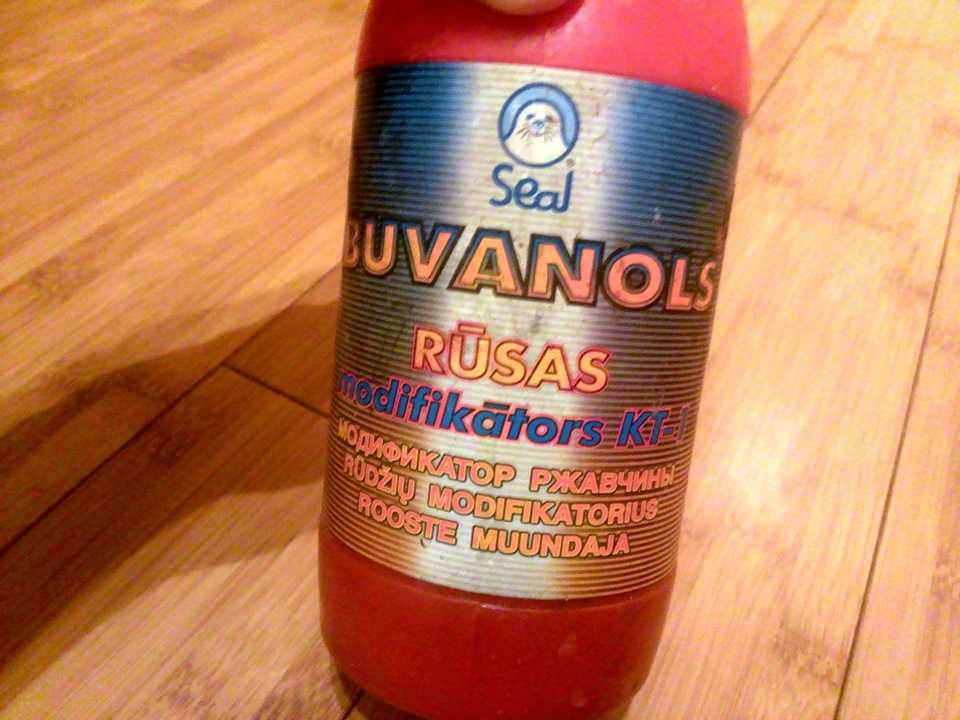 Seal
BUVANOLS
RŪSAS
modifikātors KT-1
МОДИФИКАТОР РЖАВЧИНЫ
RŪDŽIŲ MODIFIKATORIUS
ROOSTE MUUNDAJA